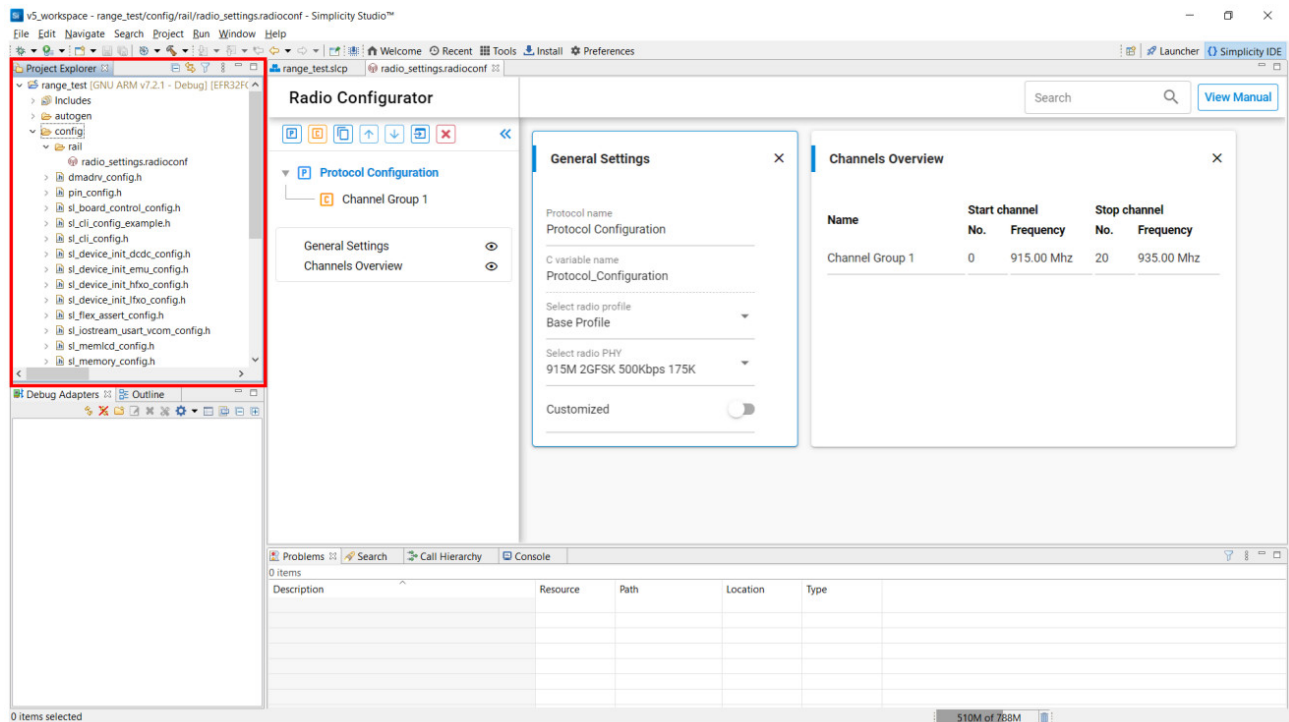 v5_workspace - range_test/config/rail/radio_settings.radioconf - Simplicity Studio™
File Edit Navigate Search Project Run Window Help
Welcome Recent Tools Install Preferences Launcher Simplicity IDE
Project Explorer
range_test [GNU ARM v7.2.1 - Debug] [EFR32F
Includes
autogen
config
rail
radio_settings.radioconf
dmadrv_config.h
pin_config.h
sl_board_control_config.h
sl_cli_config_example.h
sl_cli_config.h
sl_device_init_dcdc_config.h
sl_device_init_emu_config.h
sl_device_init_hfxo_config.h
sl_device_init_lfxo_config.h
sl_flex_assert_config.h
sl_iostream_usart_vcom_config.h
sl_memlcd_config.h
sl_memory_config.h
Debug Adapters Outline
range_test.slcp radio_settings.radioconf
Radio Configurator
Search
View Manual
Protocol Configuration
Channel Group 1
General Settings
Channels Overview
General Settings
Protocol name
Protocol Configuration
C variable name
Protocol_Configuration
Select radio profile
Base Profile
Select radio PHY
915M 2GFSK 500Kbps 175K
Customized
Channels Overview
Name Start channel Stop channel
No. Frequency No. Frequency
Channel Group 1 0 915.00 Mhz 20 935.00 Mhz
Problems Search Call Hierarchy Console
0 items
Description Resource Path Location Type
0 items selected
510M of 788M